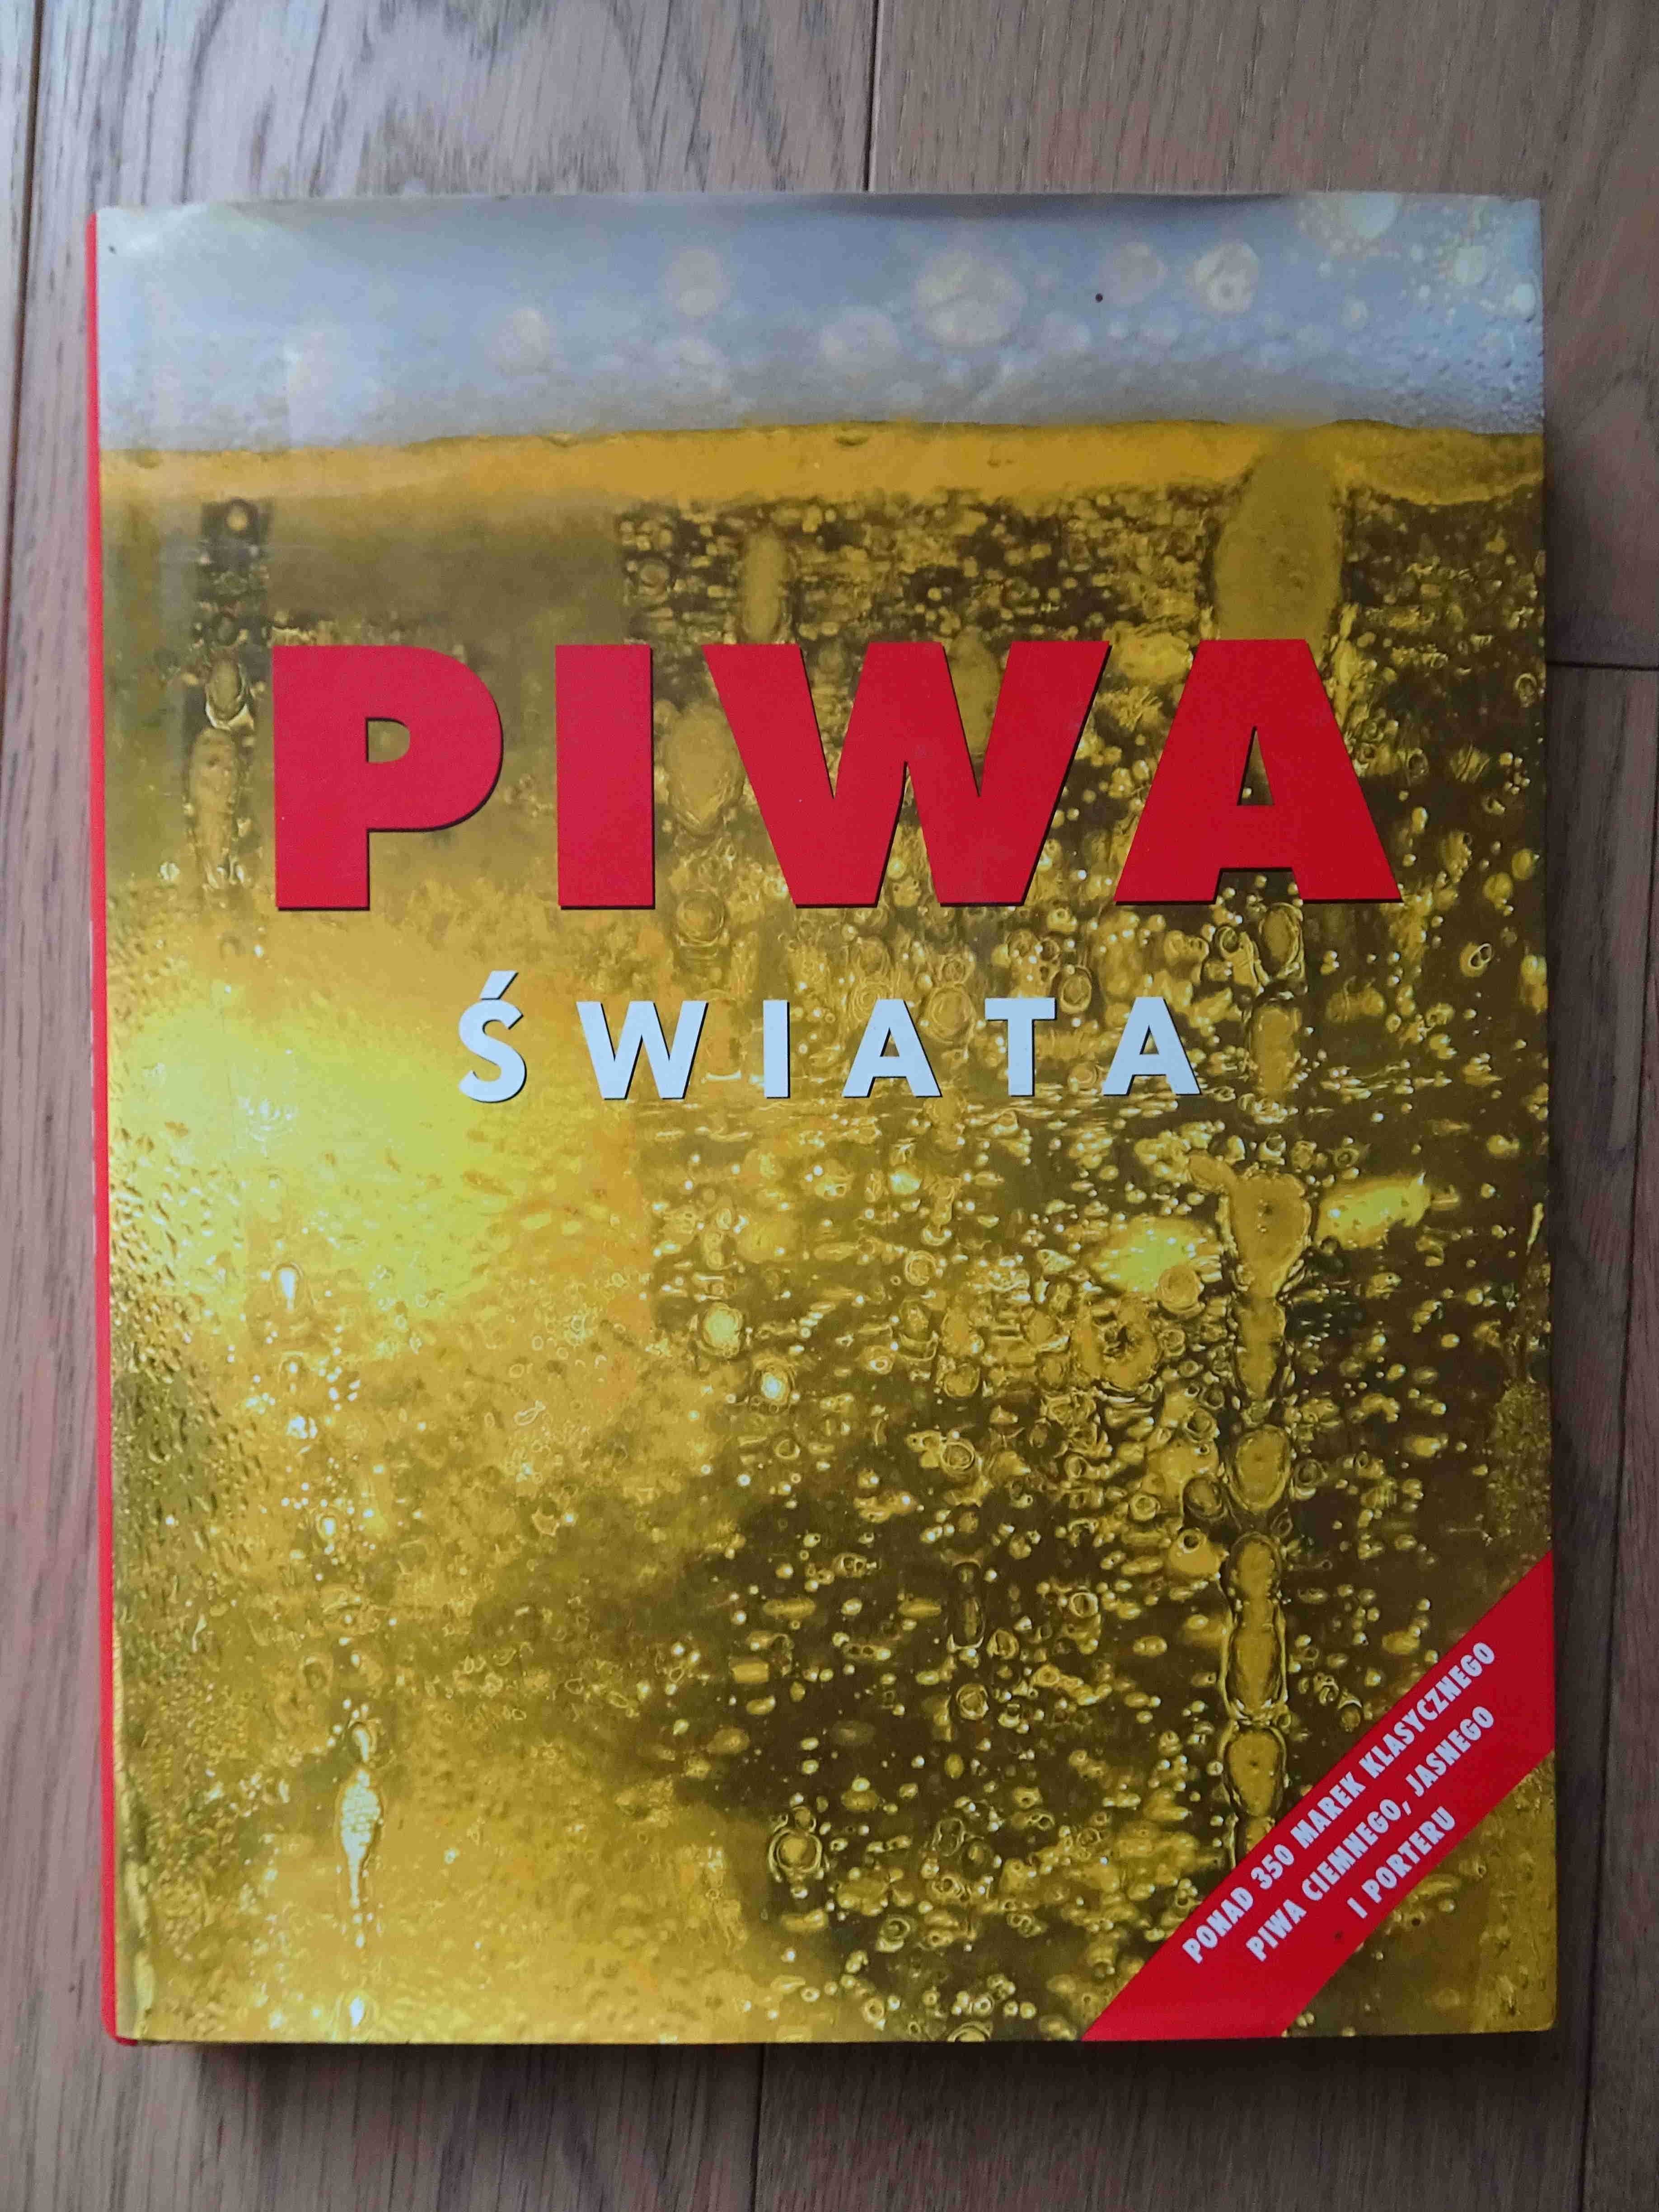 PIWA
ŚWIATA
PONAD 350 MAREK KLASYCZNEGO
PIWA CIEMNEGO, JASNEGO
I PORTERU